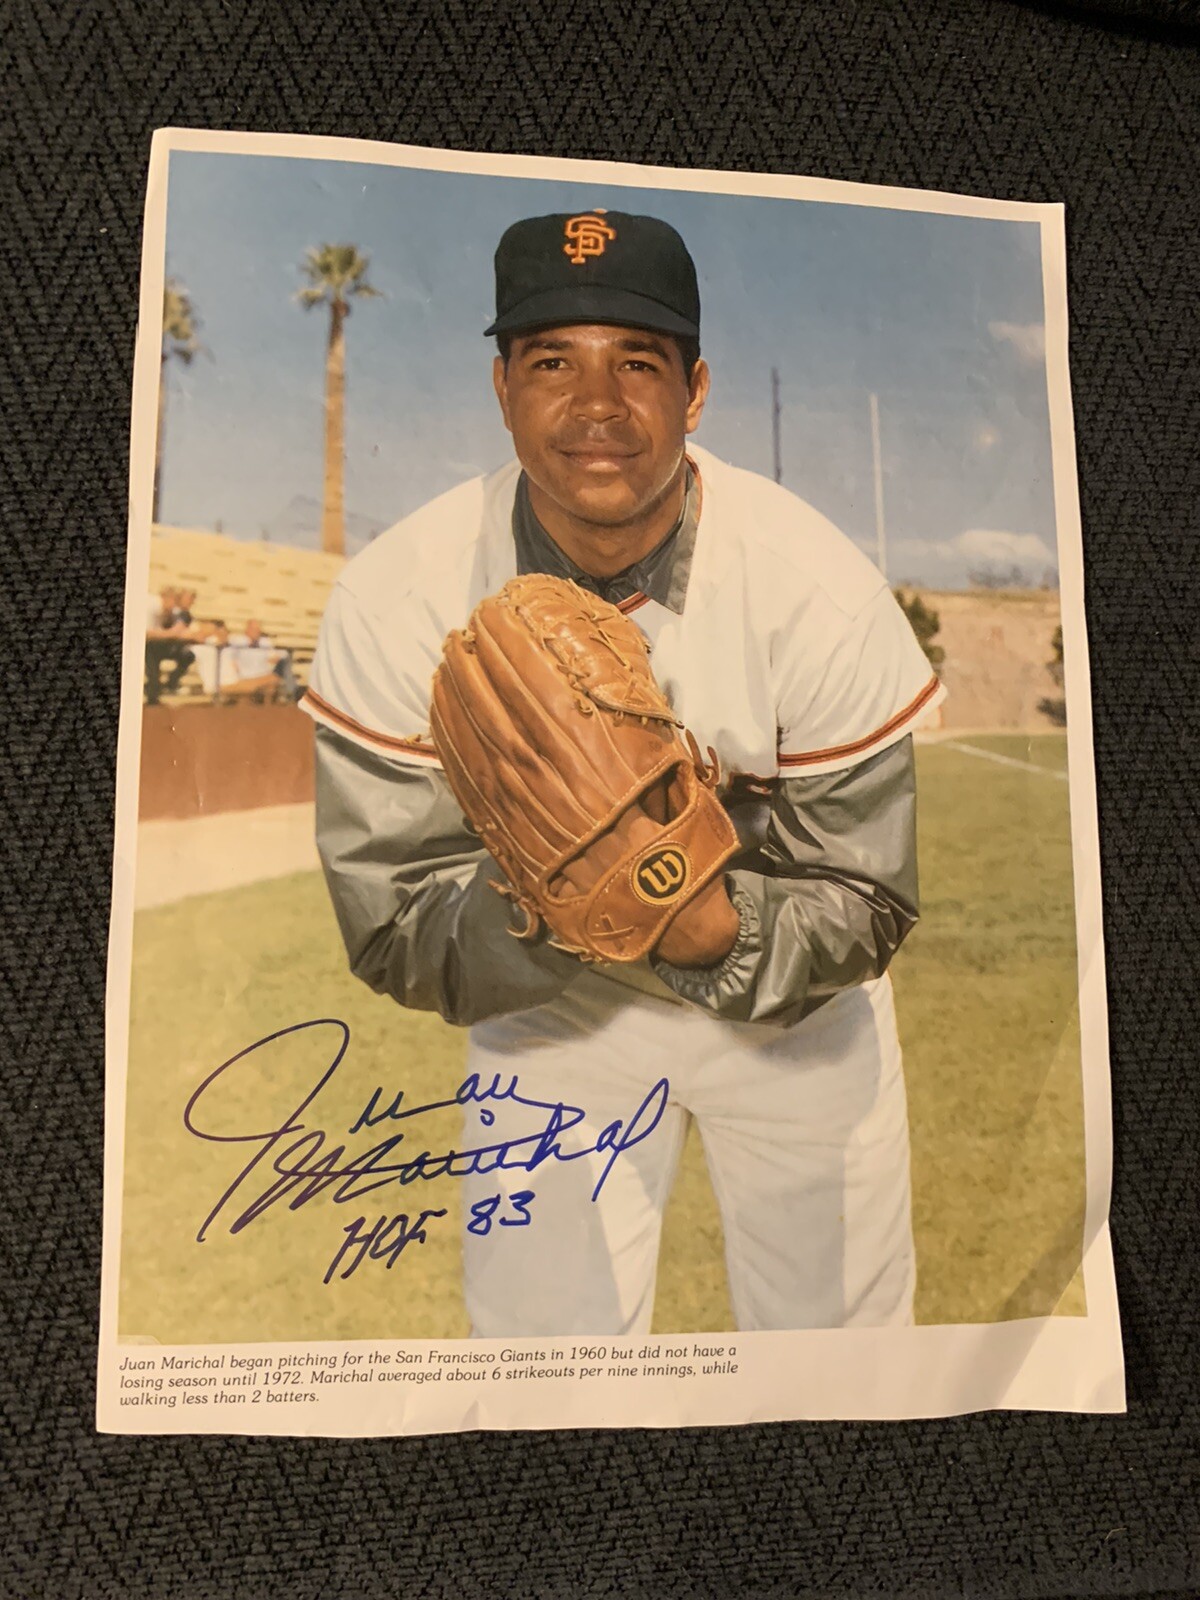 SF
W
Juan
Marichal
HOF 83
Juan Marichal began pitching for the San Francisco Giants in 1960 but did not have a
losing season until 1972. Marichal averaged about 6 strikeouts per nine innings, while
walking less than 2 batters.